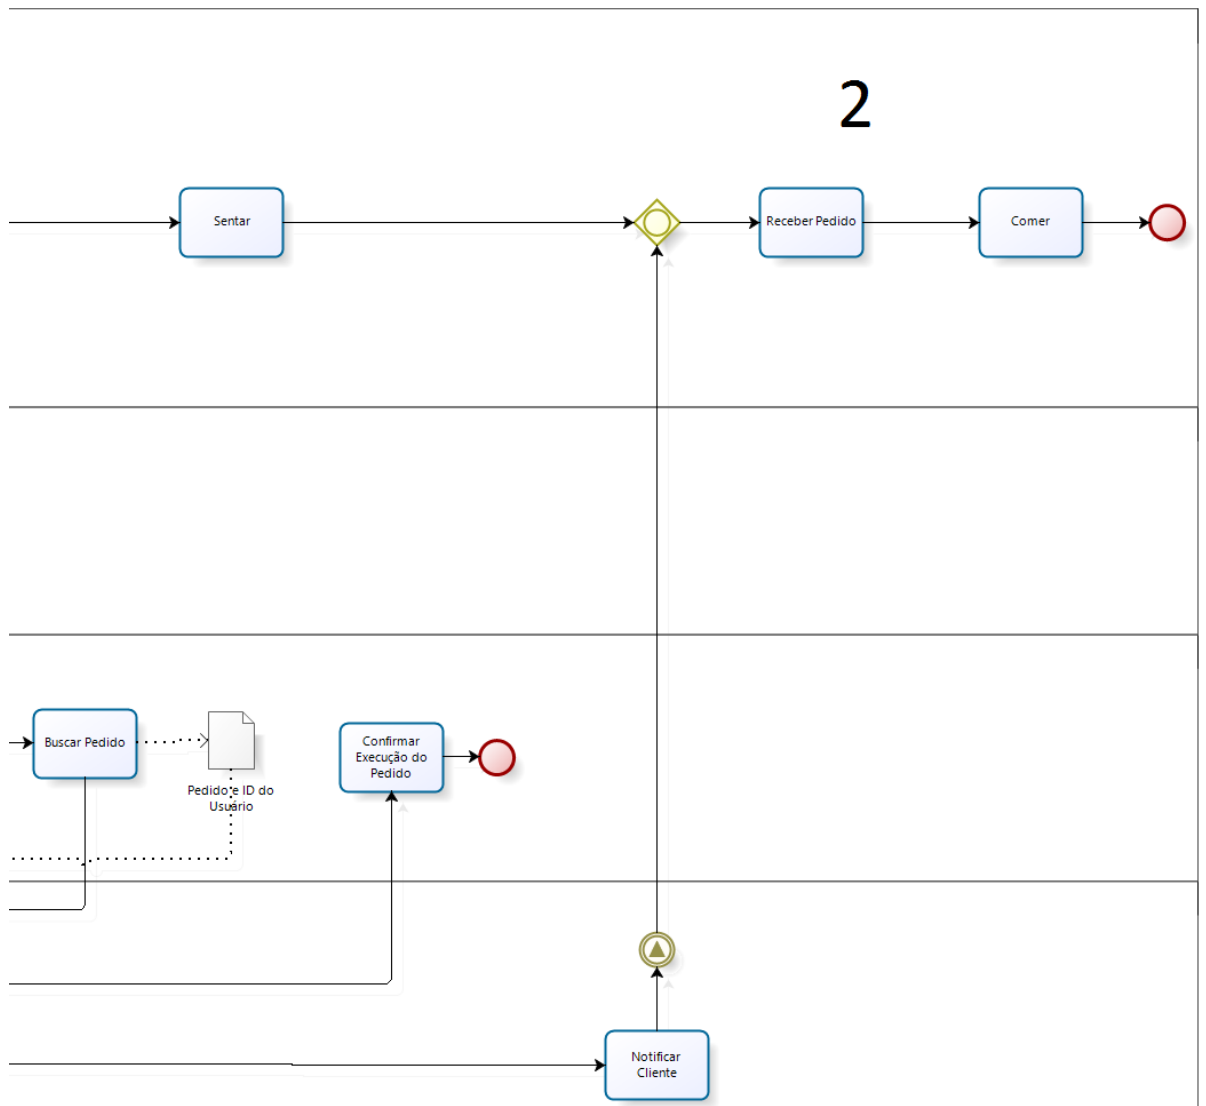 2
Sentar
Receber Pedido
Comer
Buscar Pedido
Pedido e ID do
Usuário
Confirmar
Execução do
Pedido
Notificar
Cliente